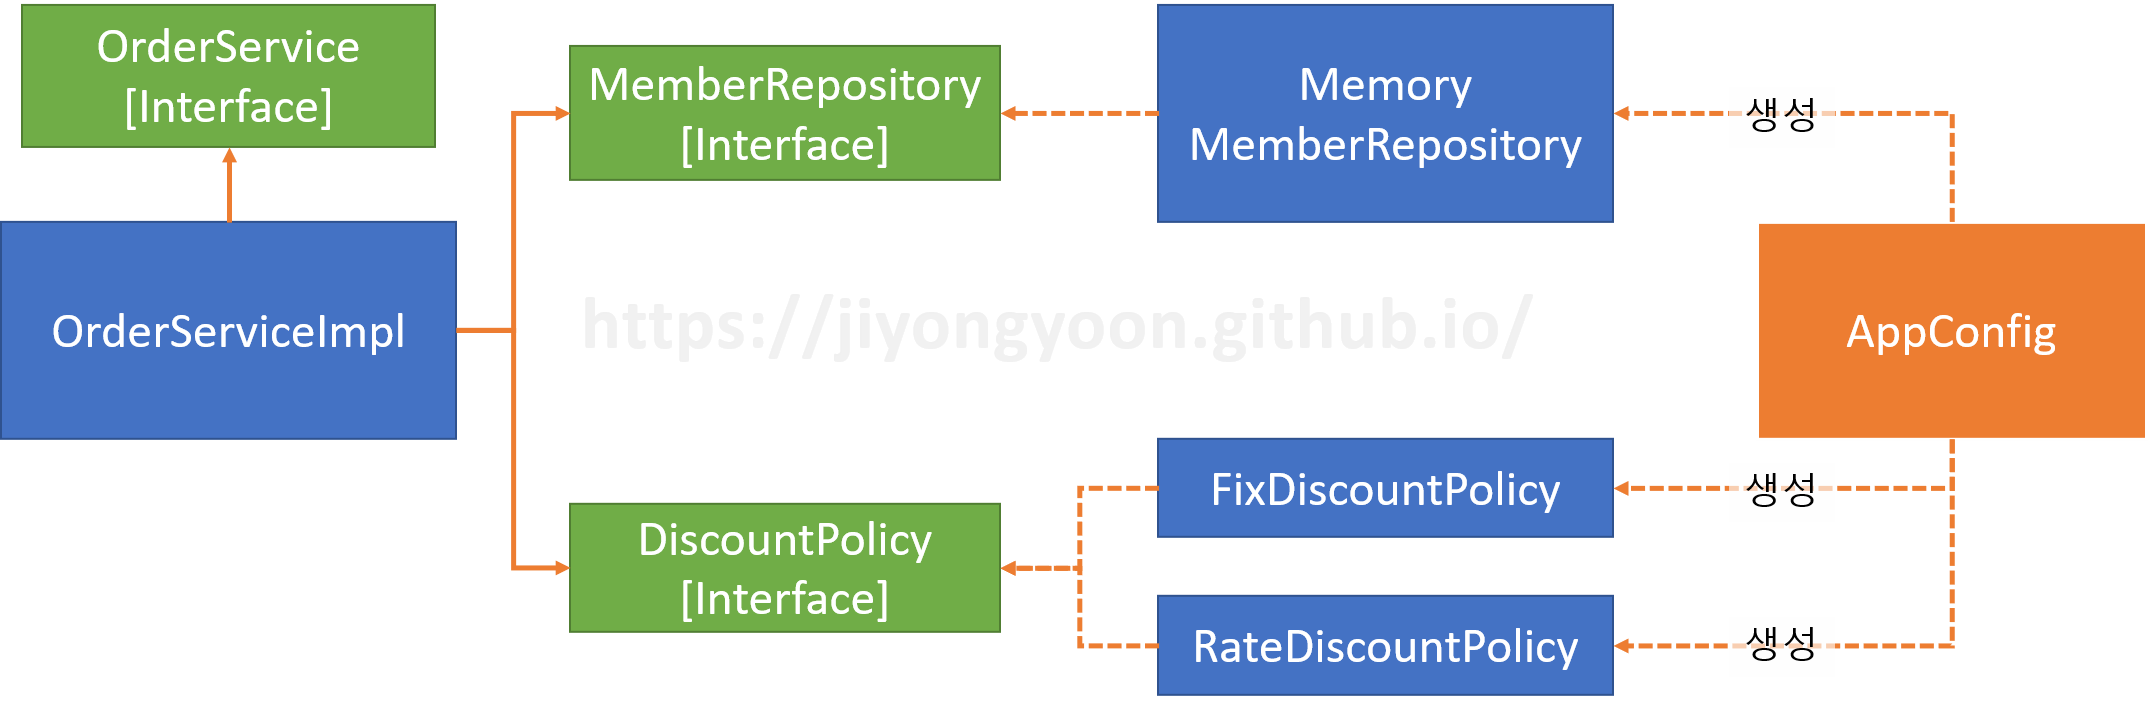 OrderService
[Interface]
OrderServiceImpl
MemberRepository
[Interface]
Memory
MemberRepository
생성
https://jiyongyoon.github.io/
AppConfig
DiscountPolicy
[Interface]
FixDiscountPolicy
생성
RateDiscountPolicy
생성